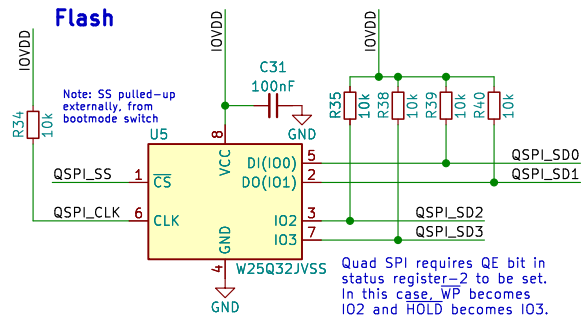 Flash
IOVDD
IOVDD
IOVDD
Note: SS pulled-up
externally, from
bootmode switch
C31
100nF
GND
R34
10k
R35
10k
R38
10k
R39
10k
R40
10k
U5
8
VCC
QSPI_SS
1
CS
DI(IO0)
5
QSPI_SD0
DO(IO1)
2
QSPI_SD1
QSPI_CLK
6
CLK
IO2
3
QSPI_SD2
IO3
7
QSPI_SD3
GND
4
W25Q32JVSS
GND
Quad SPI requires QE bit in
status register-2 to be set.
In this case, WP becomes
IO2 and HOLD becomes IO3.